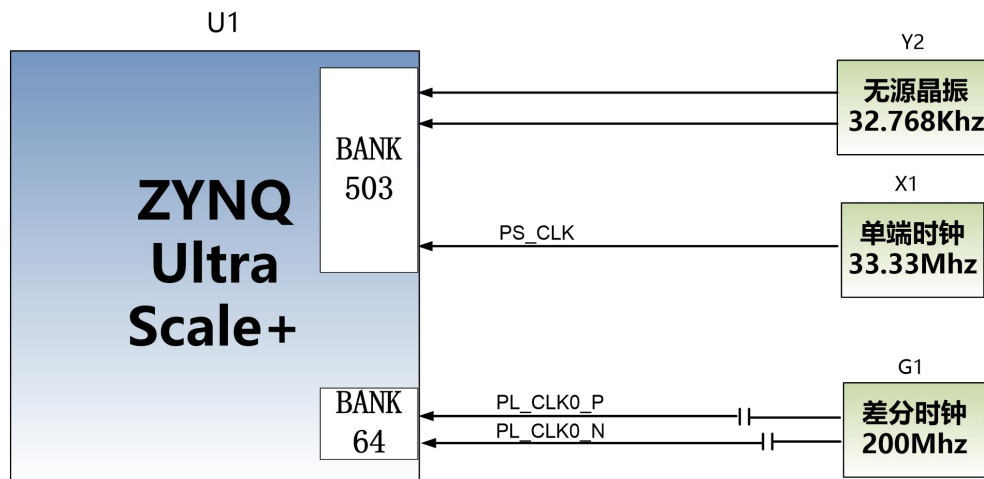 U1
ZYNQ
Ultra
Scale+
BANK
503
BANK
64
PS_CLK
PL_CLK0_P
PL_CLK0_N
Y2
无源晶振
32.768Khz
X1
单端时钟
33.33Mhz
G1
差分时钟
200Mhz